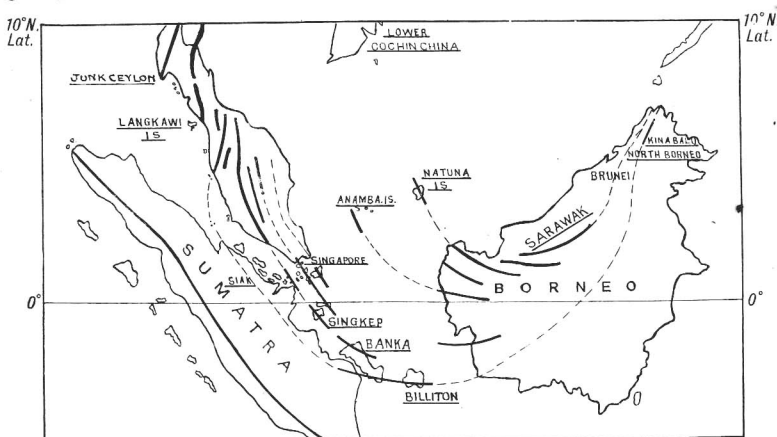 10°N
Lat.
10°N
Lat.
LOWER
COCHIN CHINA
JUNK CEYLON
LANGKAWI
IS
KINABALU
NORTH BORNEO
BRUNEI
NATUNA
IS
ANAMBA.IS.
SARAWAK
SINGAPORE
SIAK
SUMATRA
BORNEO
0°
0°
SINGKEP
BANKA
BILLITON